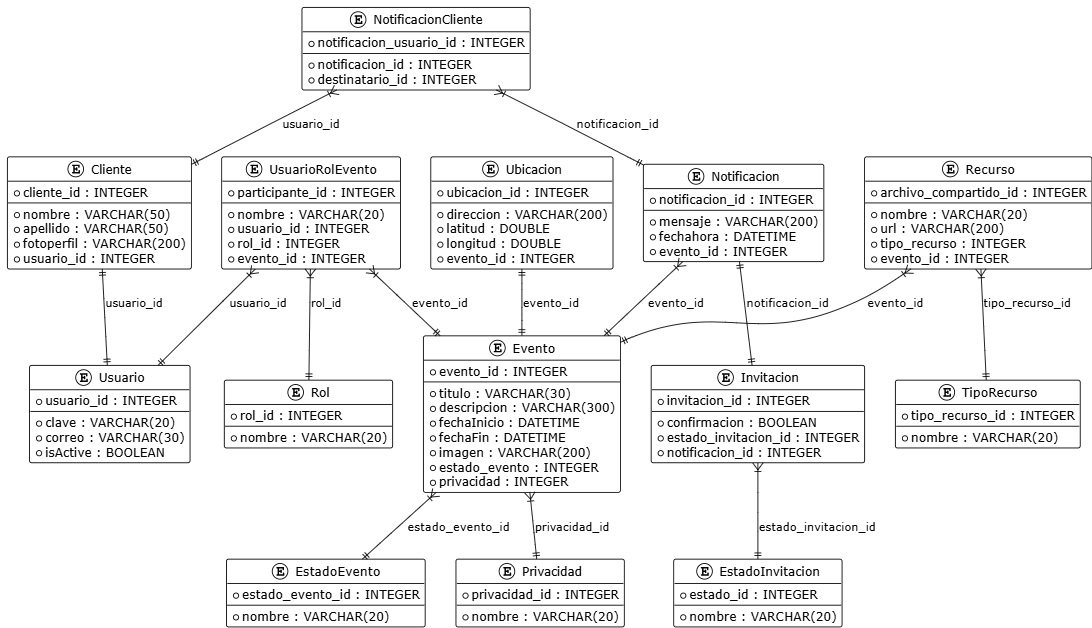 E NotificacionCliente
notificacion_usuario_id : INTEGER
notificacion_id : INTEGER
destinatario_id : INTEGER
usuario_id
notificacion_id
E Cliente
cliente_id : INTEGER
nombre : VARCHAR(50)
apellido : VARCHAR(50)
fotoperfil : VARCHAR(200)
usuario_id : INTEGER
E UsuarioRolEvento
participante_id : INTEGER
nombre : VARCHAR(20)
usuario_id : INTEGER
rol_id : INTEGER
evento_id : INTEGER
E Ubicacion
ubicacion_id : INTEGER
direccion : VARCHAR(200)
latitud : DOUBLE
longitud : DOUBLE
evento_id : INTEGER
E Notificacion
notificacion_id : INTEGER
mensaje : VARCHAR(200)
fechahora : DATETIME
evento_id : INTEGER
E Recurso
archivo_compartido_id : INTEGER
nombre : VARCHAR(20)
url : VARCHAR(200)
tipo_recurso : INTEGER
evento_id : INTEGER
usuario_id
usuario_id
rol_id
evento_id
evento_id
evento_id
notificacion_id
evento_id
tipo_recurso_id
E Usuario
usuario_id : INTEGER
clave : VARCHAR(20)
correo : VARCHAR(30)
isActive : BOOLEAN
E Rol
rol_id : INTEGER
nombre : VARCHAR(20)
E Evento
evento_id : INTEGER
titulo : VARCHAR(30)
descripcion : VARCHAR(300)
fechaInicio : DATETIME
fechaFin : DATETIME
imagen : VARCHAR(200)
estado_evento : INTEGER
privacidad : INTEGER
E Invitacion
invitacion_id : INTEGER
confirmacion : BOOLEAN
estado_invitacion_id : INTEGER
notificacion_id : INTEGER
E TipoRecurso
tipo_recurso_id : INTEGER
nombre : VARCHAR(20)
estado_evento_id
privacidad_id
estado_invitacion_id
E EstadoEvento
estado_evento_id : INTEGER
nombre : VARCHAR(20)
E Privacidad
privacidad_id : INTEGER
nombre : VARCHAR(20)
E EstadoInvitacion
estado_id : INTEGER
nombre : VARCHAR(20)